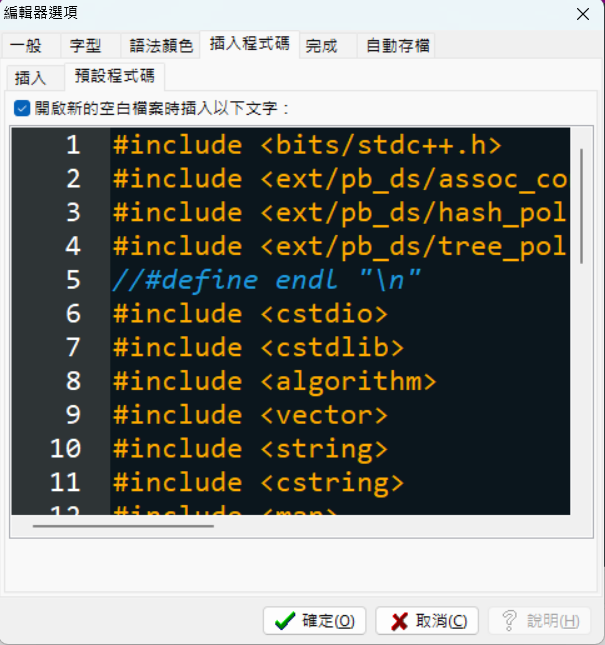 編輯器選項
一般 字型 語法顏色 插入程式碼 完成 自動存檔
插入 預設程式碼
開啟新的空白檔案時插入以下文字：
1 #include <bits/stdc++.h>
2 #include <ext/pb_ds/assoc_co
3 #include <ext/pb_ds/hash_pol
4 #include <ext/pb_ds/tree_pol
5 //#define endl "\n"
6 #include <cstdio>
7 #include <cstdlib>
8 #include <algorithm>
9 #include <vector>
10 #include <string>
11 #include <cstring>
12 #include <map>
確定(O) 取消(C) 說明(H)